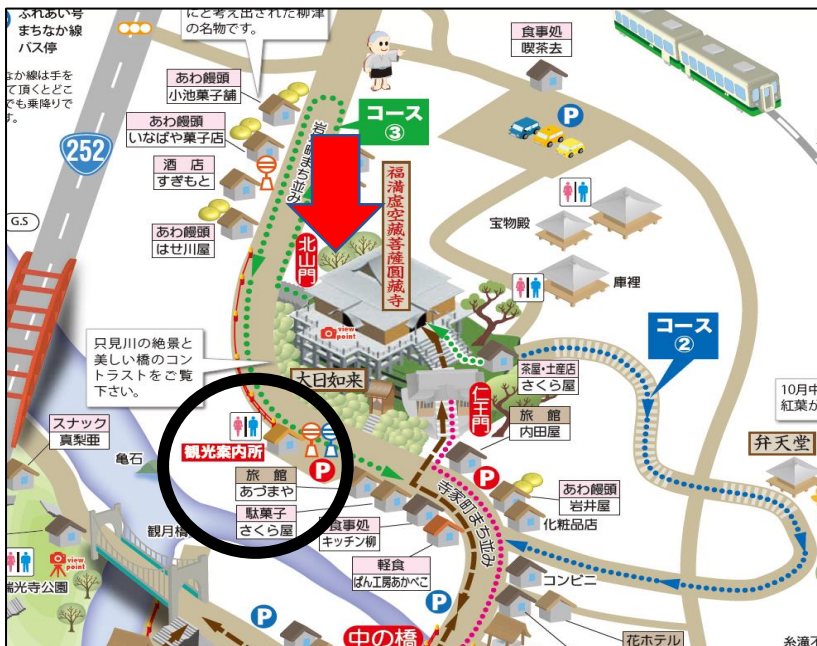 ふれあい号
まちなか線
バス停
なか線は手を
て頂くとどこ
でも乗降りで
す。
にと考え出された柳津
の名物です。
252
G.S
あわ饅頭
小池菓子舗
あわ饅頭
いなばや菓子店
酒店
すぎもと
あわ饅頭
はせ川屋
コース
③
北山門
福満虚空藏菩薩圓藏寺
食事処
喫茶去
P
宝物殿
庫裡
コース
②
view
point
大日如来
仁王門
茶屋・土産店
さくら屋
旅館
内田屋
只見川の絶景と
美しい橋のコン
トラストをご覧
下さい。
10月中
紅葉が
弁天堂
スナック
真梨亜
亀石
観光案内所
P
旅館
あづまや
駄菓子
さくら屋
食事処
キッチン柳
軽食
ぱん工房あかべこ
寺家町まち並み
P
あわ饅頭
岩井屋
化粧品店
コンビニ
観月橋
view
point
瑞光寺公園
P
P
中の橋
花ホテル
糸滝